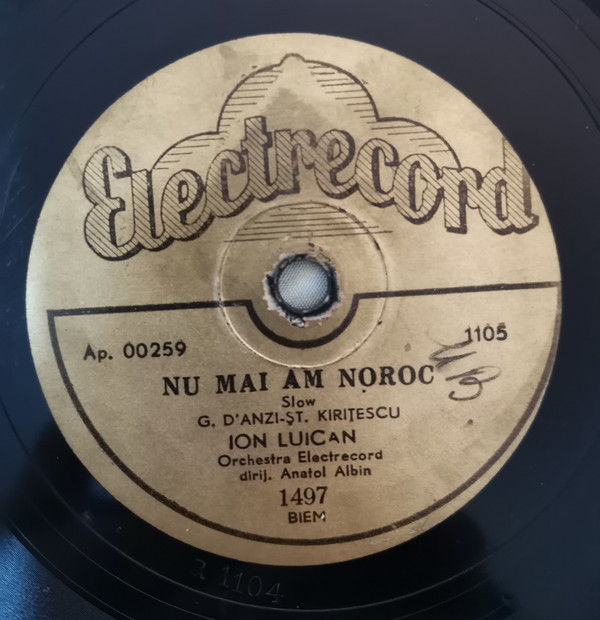 Electrecord
Ap. 00259
1105
NU MAI AM NOROC
Slow
G. D'ANZI-ȘT. KIRIȚESCU
ION LUICAN
Orchestra Electrecord
dirij. Anatol Albin
1497
BIEM
R 1104